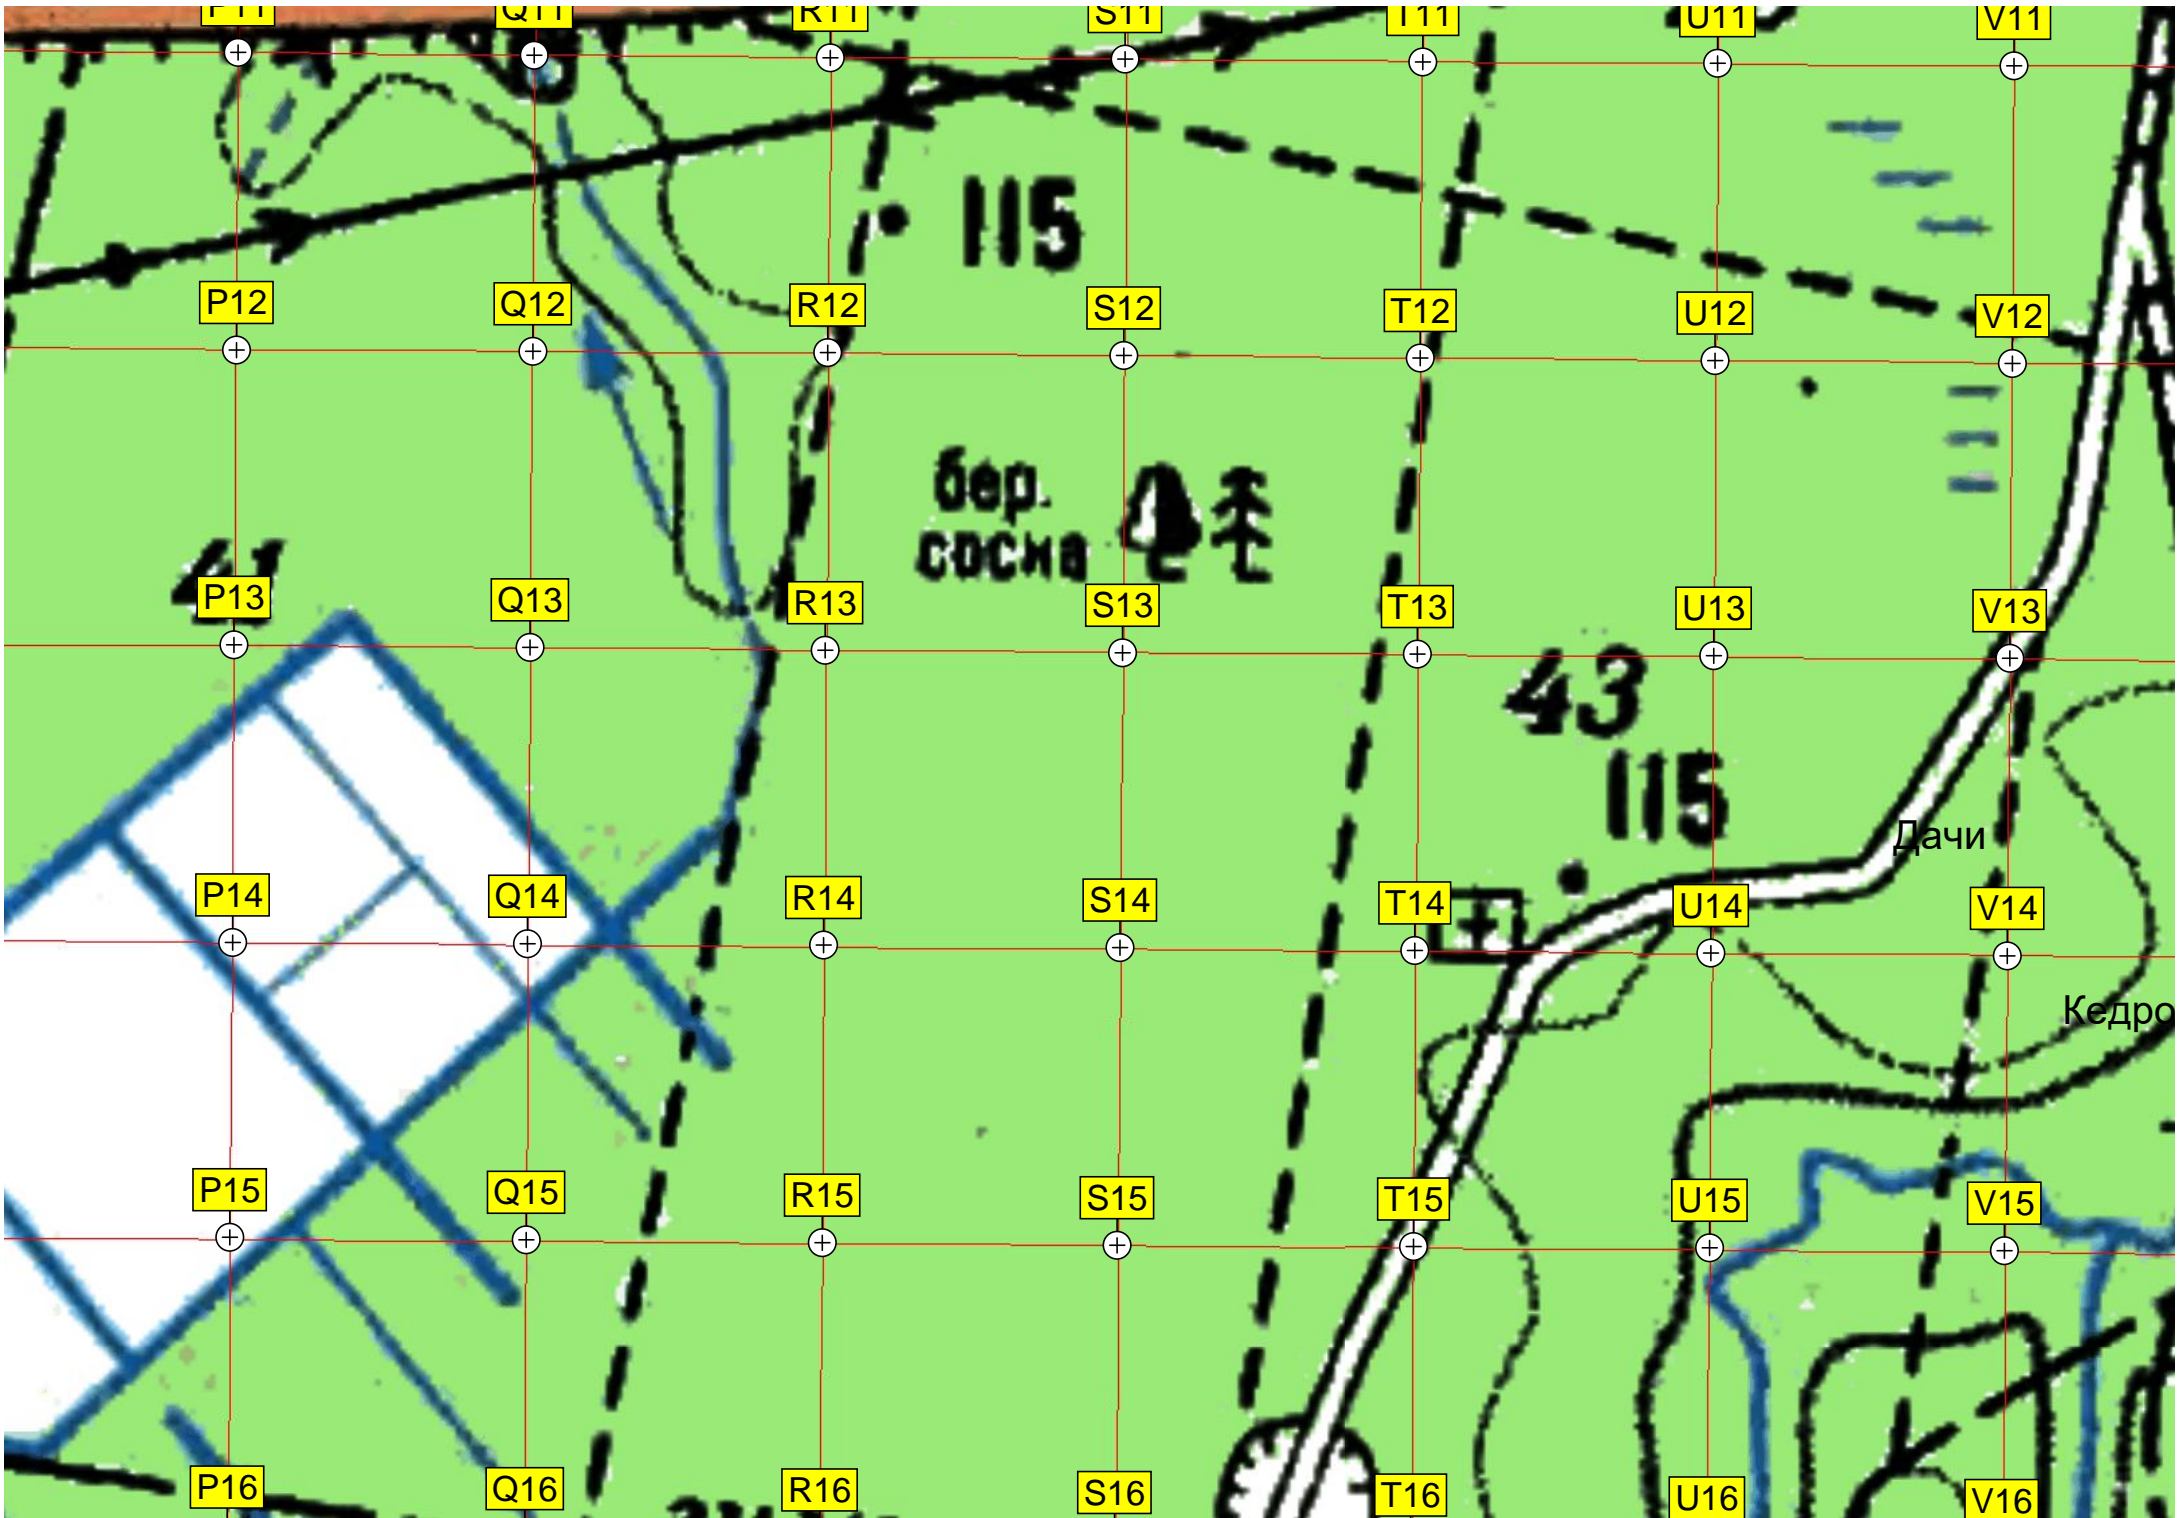 P11 Q11 R11 S11 T11 U11 V11
115
P12 Q12 R12 S12 T12 U12 V12
бер.
сосна
41
P13 Q13 R13 S13 T13 U13 V13
43
115
Дачи
P14 Q14 R14 S14 T14 U14 V14
Кедро
P15 Q15 R15 S15 T15 U15 V15
P16 Q16 R16 S16 T16 U16 V16